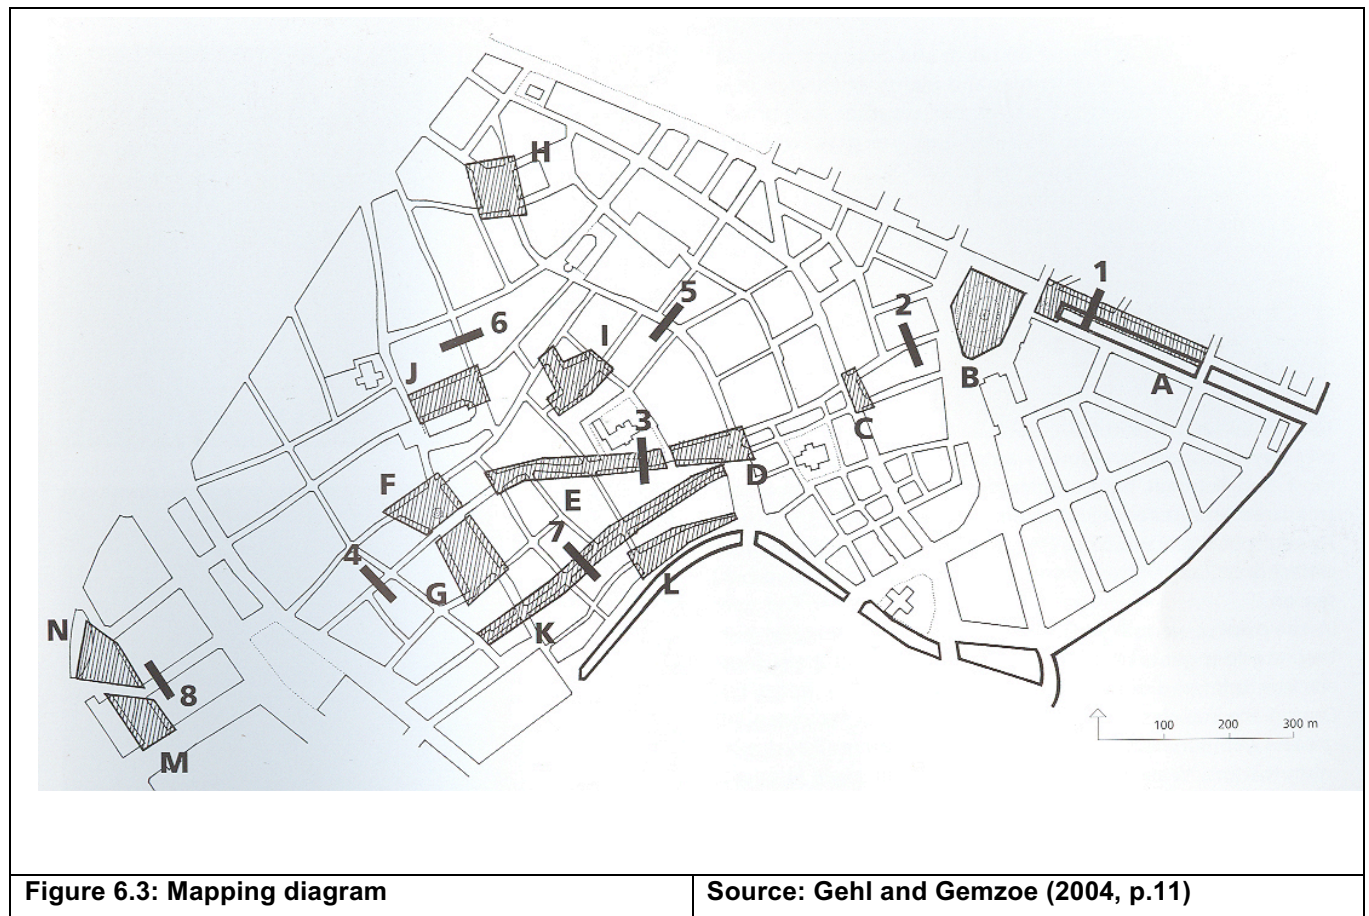 H
1
5
2
6
I
J
B
A
3
C
D
F
E
7
4
G
L
N
K
8
M
100 200 300 m
Figure 6.3: Mapping diagram
Source: Gehl and Gemzoe (2004, p.11)